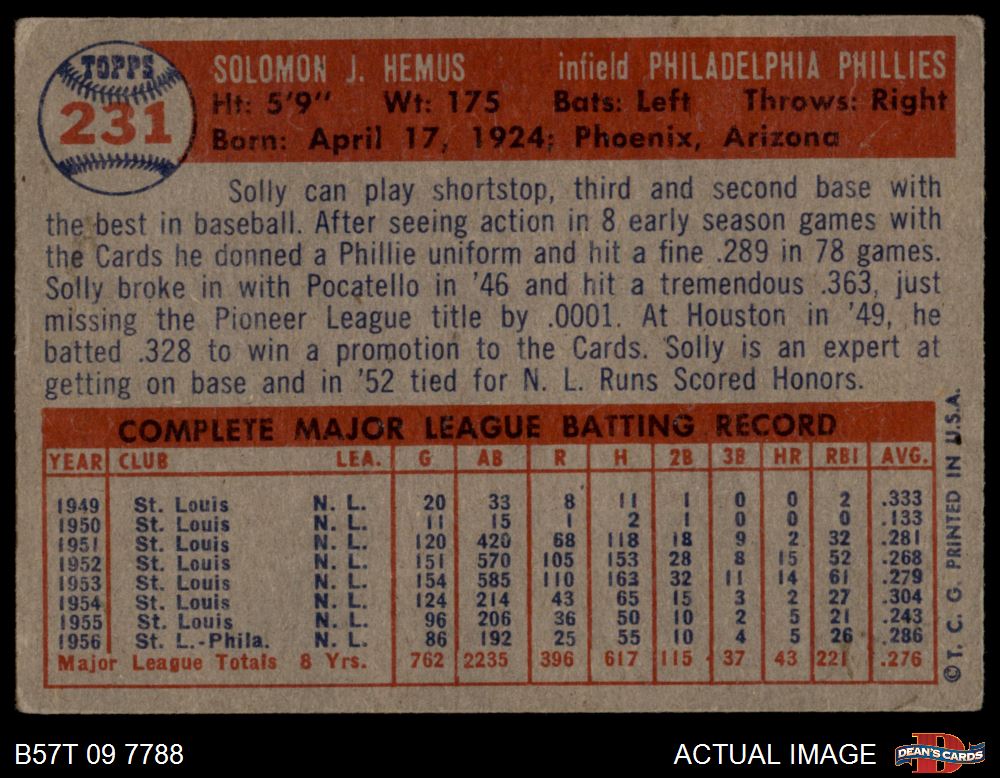 TOPPS
231
SOLOMON J. HEMUS infield PHILADELPHIA PHILLIES
Ht: 5'9" Wt: 175 Bats: Left Throws: Right
Born: April 17, 1924; Phoenix, Arizona
Solly can play shortstop, third and second base with
the best in baseball. After seeing action in 8 early season games with
the Cards he donned a Phillie uniform and hit a fine .289 in 78 games.
Solly broke in with Pocatello in '46 and hit a tremendous .363, just
missing the Pioneer League title by .0001. At Houston in '49, he
batted .328 to win a promotion to the Cards. Solly is an expert at
getting on base and in '52 tied for N. L. Runs Scored Honors.
COMPLETE MAJOR LEAGUE BATTING RECORD
YEAR CLUB LEA. G AB R H 2B 3B HR RBI AVG.
1949 St. Louis N. L. 20 33 8 11 1 0 0 2 .333
1950 St. Louis N. L. 11 15 1 2 1 0 0 0 .133
1951 St. Louis N. L. 120 420 68 118 18 9 2 32 .281
1952 St. Louis N. L. 151 570 105 153 28 8 15 52 .268
1953 St. Louis N. L. 154 585 110 163 32 11 14 61 .279
1954 St. Louis N. L. 124 214 43 65 15 3 2 27 .304
1955 St. Louis N. L. 96 206 36 50 10 2 5 21 .243
1956 St. L.-Phila. N. L. 86 192 25 55 10 4 5 26 .286
Major League Totals 8 Yrs. 762 2235 396 617 115 37 43 221 .276
© T. C. G. PRINTED IN U.S.A.
B57T 09 7788
ACTUAL IMAGE
DEAN'S CARDS